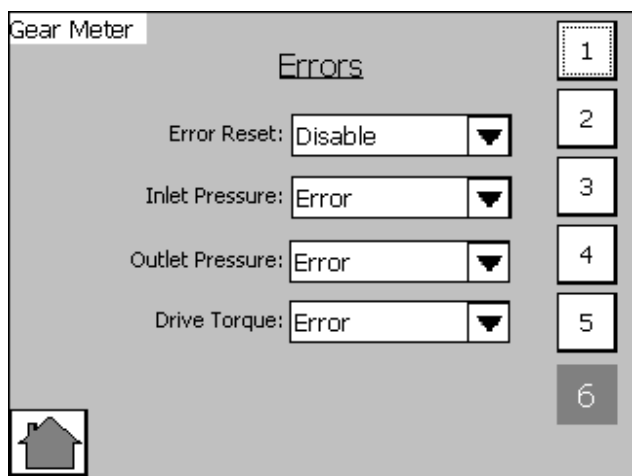 Gear Meter
Errors
1
Error Reset: Disable
2
Inlet Pressure: Error
3
Outlet Pressure: Error
4
Drive Torque: Error
5
6